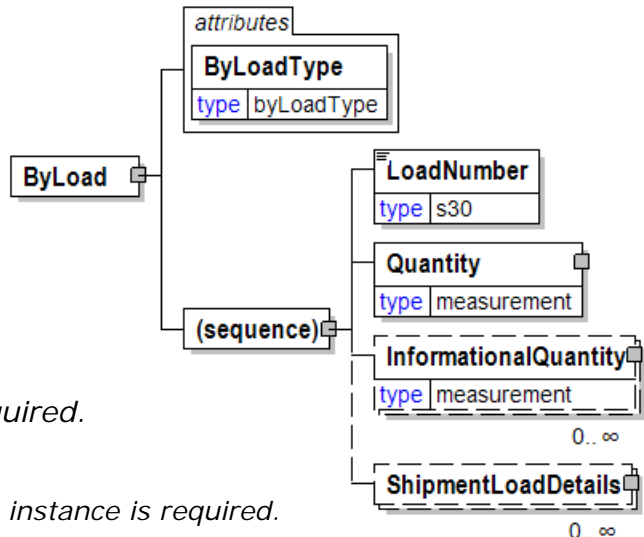 attributes
ByLoadType
type byLoadType
ByLoad
LoadNumber
type s30
Quantity
type measurement
(sequence)
InformationalQuantity
type measurement
0.. ∞
ShipmentLoadDetails
instance is required.
0.. ∞